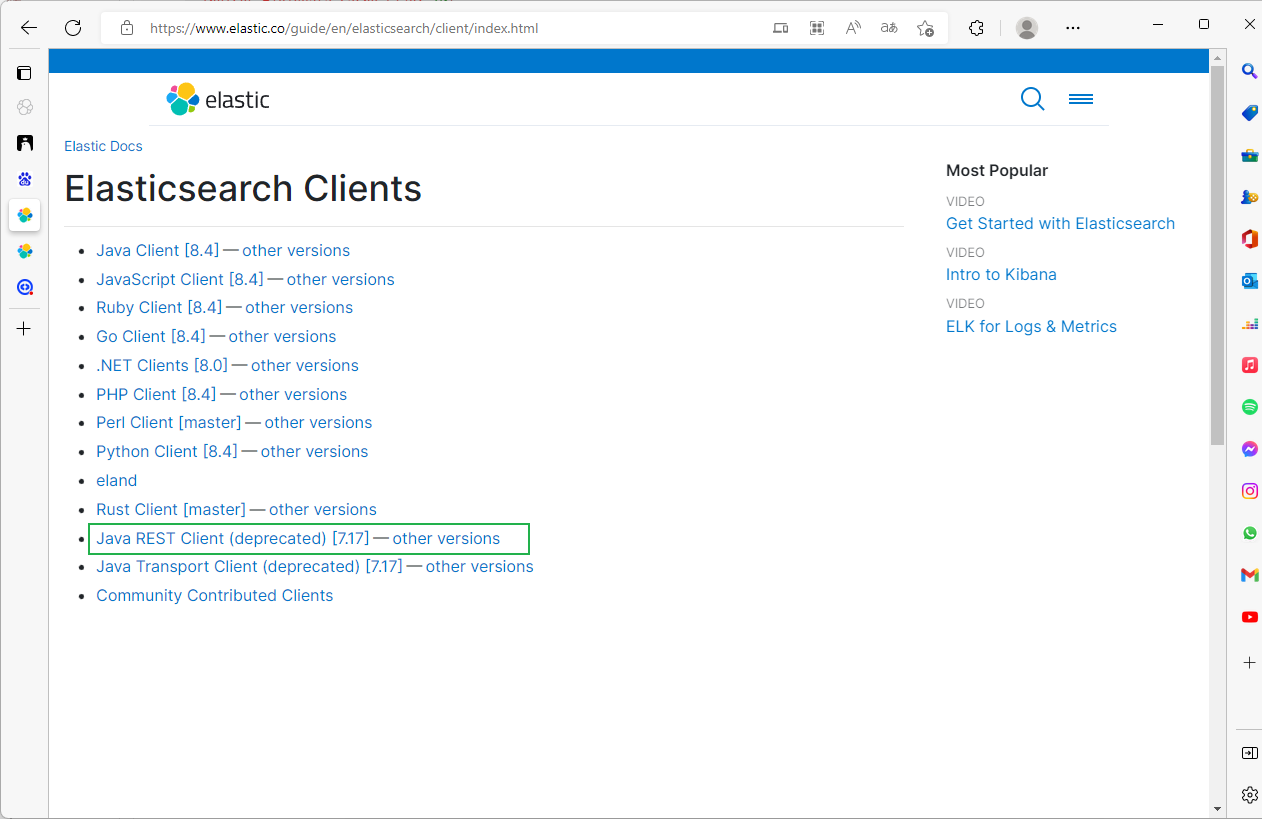 https://www.elastic.co/guide/en/elasticsearch/client/index.html
elastic
Elastic Docs
Elasticsearch Clients
Java Client [8.4] — other versions
JavaScript Client [8.4] — other versions
Ruby Client [8.4] — other versions
Go Client [8.4] — other versions
.NET Clients [8.0] — other versions
PHP Client [8.4] — other versions
Perl Client [master] — other versions
Python Client [8.4] — other versions
eland
Rust Client [master] — other versions
Java REST Client (deprecated) [7.17] — other versions
Java Transport Client (deprecated) [7.17] — other versions
Community Contributed Clients
Most Popular
VIDEO
Get Started with Elasticsearch
VIDEO
Intro to Kibana
VIDEO
ELK for Logs & Metrics